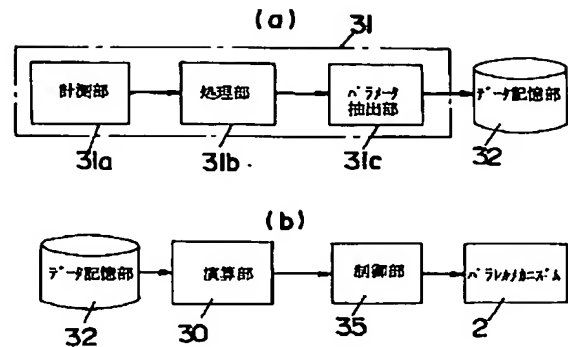 (a)
31
計測部
処理部
パラメータ
抽出部
データ記憶部
31a
31b
31c
32
(b)
データ記憶部
演算部
制御部
パラレルメカニズム
32
30
35
2